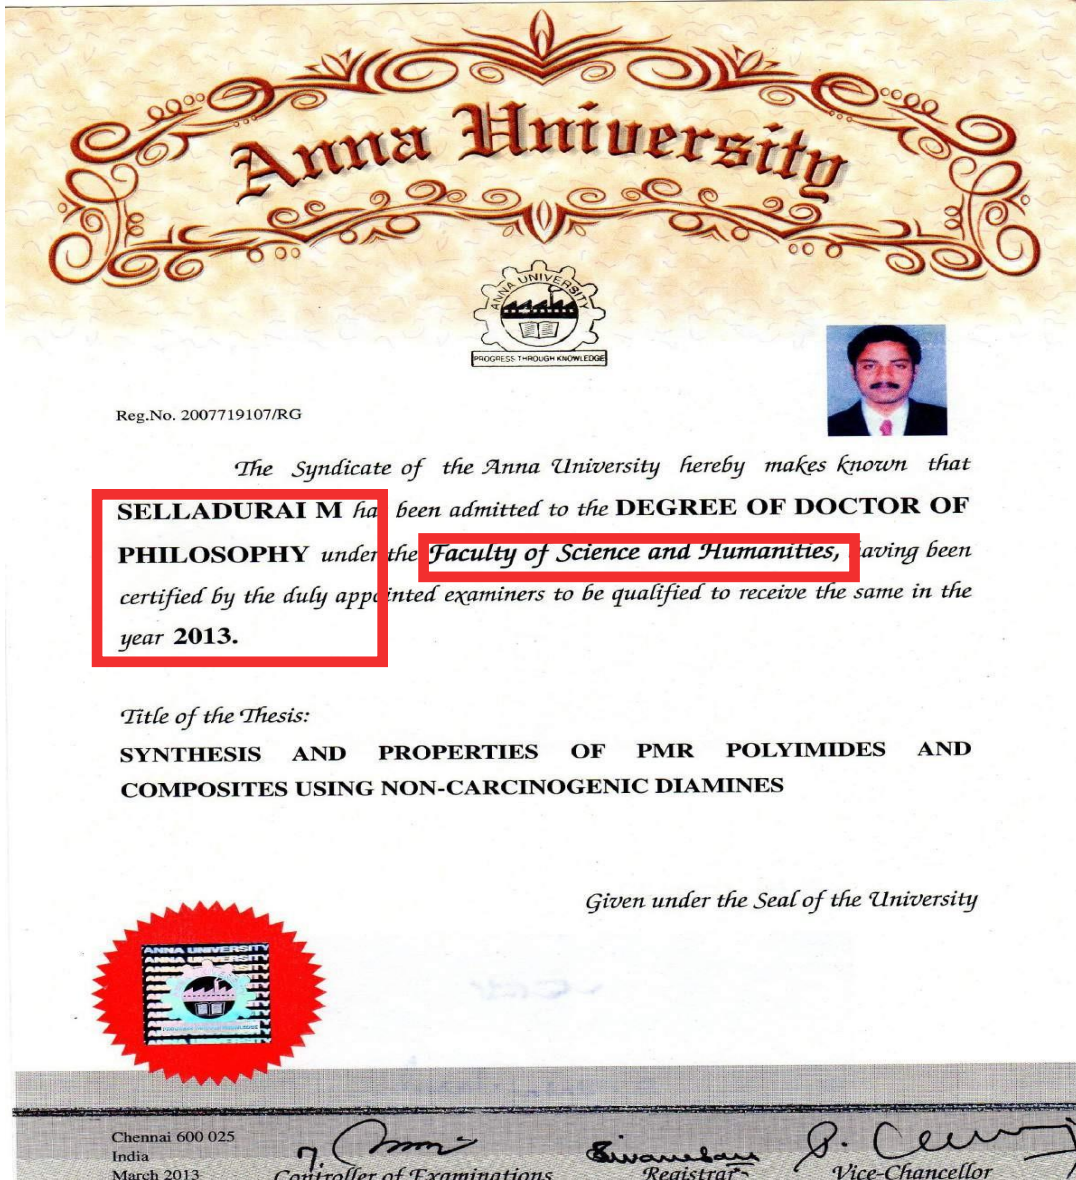 Anna University
ANNA UNIVERSITY
PROGRESS THROUGH KNOWLEDGE
Reg.No. 2007719107/RG
The Syndicate of the Anna University hereby makes known that
SELLADURAI M has been admitted to the DEGREE OF DOCTOR OF
PHILOSOPHY under the Faculty of Science and Humanities, having been
certified by the duly appointed examiners to be qualified to receive the same in the
year 2013.
Title of the Thesis:
SYNTHESIS AND PROPERTIES OF PMR POLYIMIDES AND
COMPOSITES USING NON-CARCINOGENIC DIAMINES
Given under the Seal of the University
ANNA UNIVERSITY
Chennai 600 025
India
March 2013
Controller of Examinations
Registrar
Vice-Chancellor